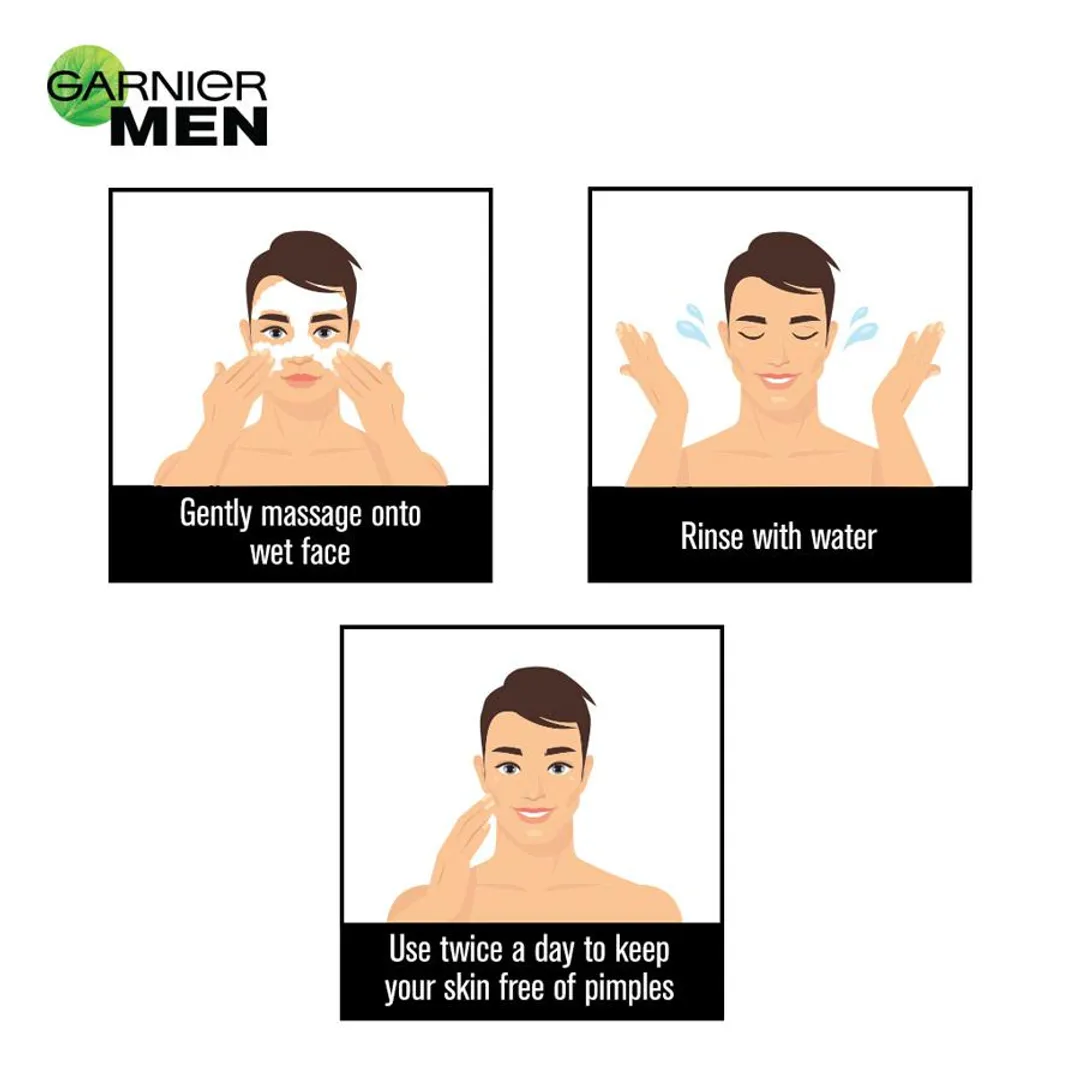 GARNIER
MEN
Gently massage onto
wet face
Rinse with water
Use twice a day to keep
your skin free of pimples